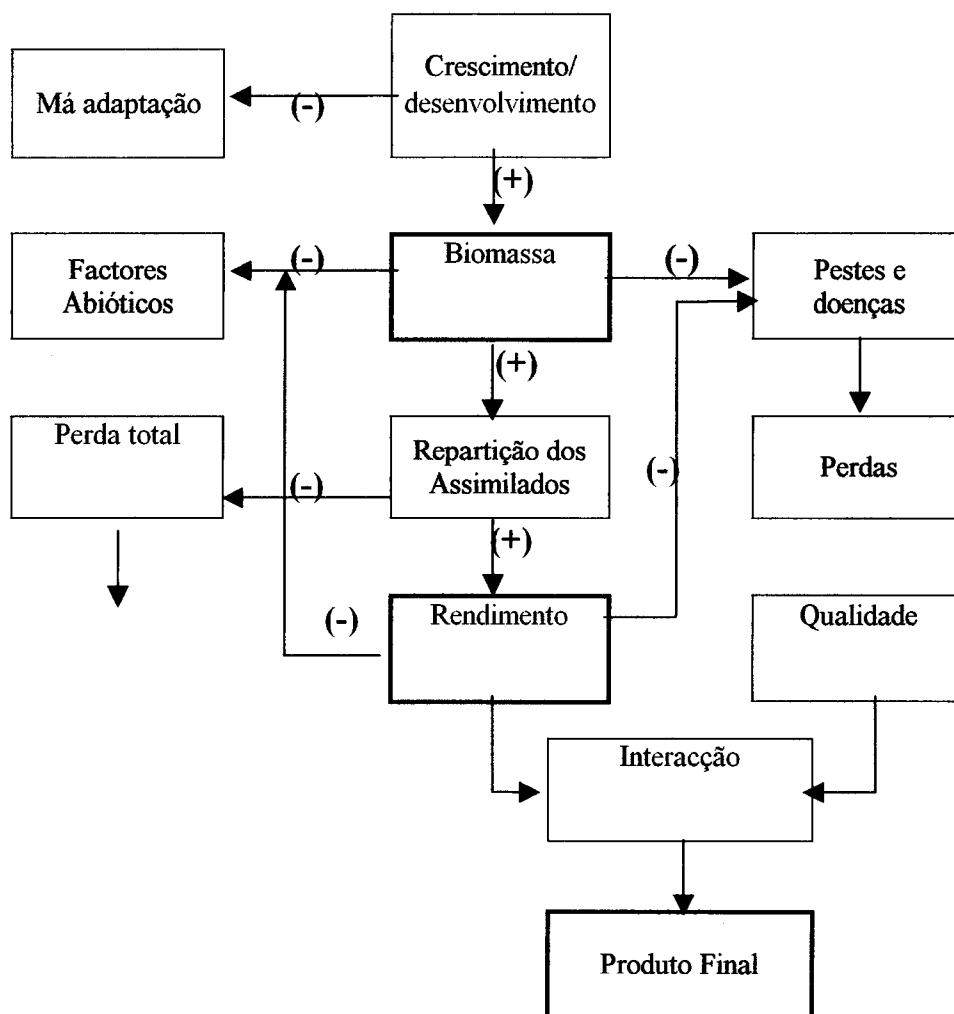 Crescimento/
desenvolvimento
Má adaptação
(-)
(+)
Factores
Abióticos
(-)
Biomassa
(-)
Pestes e
doenças
(+)
Perda total
Repartição dos
Assimilados
(-)
(-)
Perdas
(+)
(-)
Rendimento
Qualidade
Interacção
Produto Final